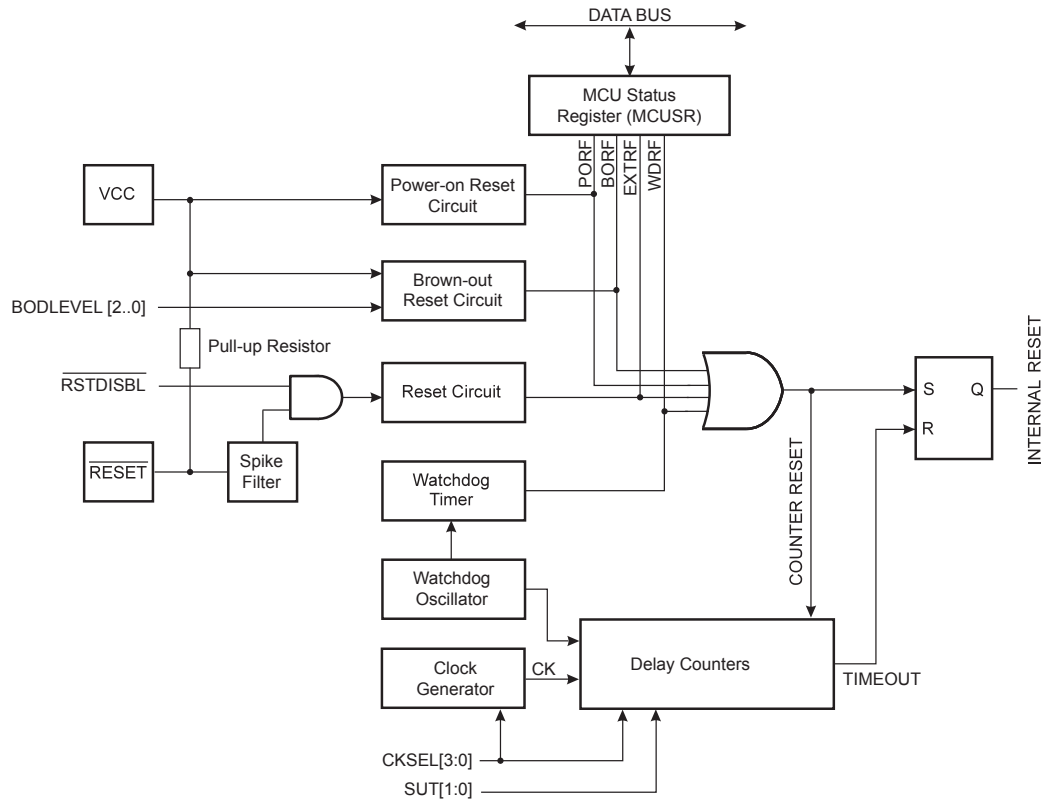 DATA BUS
MCU Status
Register (MCUSR)
PORF
BORF
EXTRF
WDRF
VCC
Power-on Reset
Circuit
Brown-out
Reset Circuit
BODLEVEL [2..0]
Pull-up Resistor
RSTDISBL
Reset Circuit
S
Q
R
INTERNAL RESET
RESET
Spike
Filter
Watchdog
Timer
COUNTER RESET
Watchdog
Oscillator
Clock
Generator
CK
Delay Counters
TIMEOUT
CKSEL[3:0]
SUT[1:0]